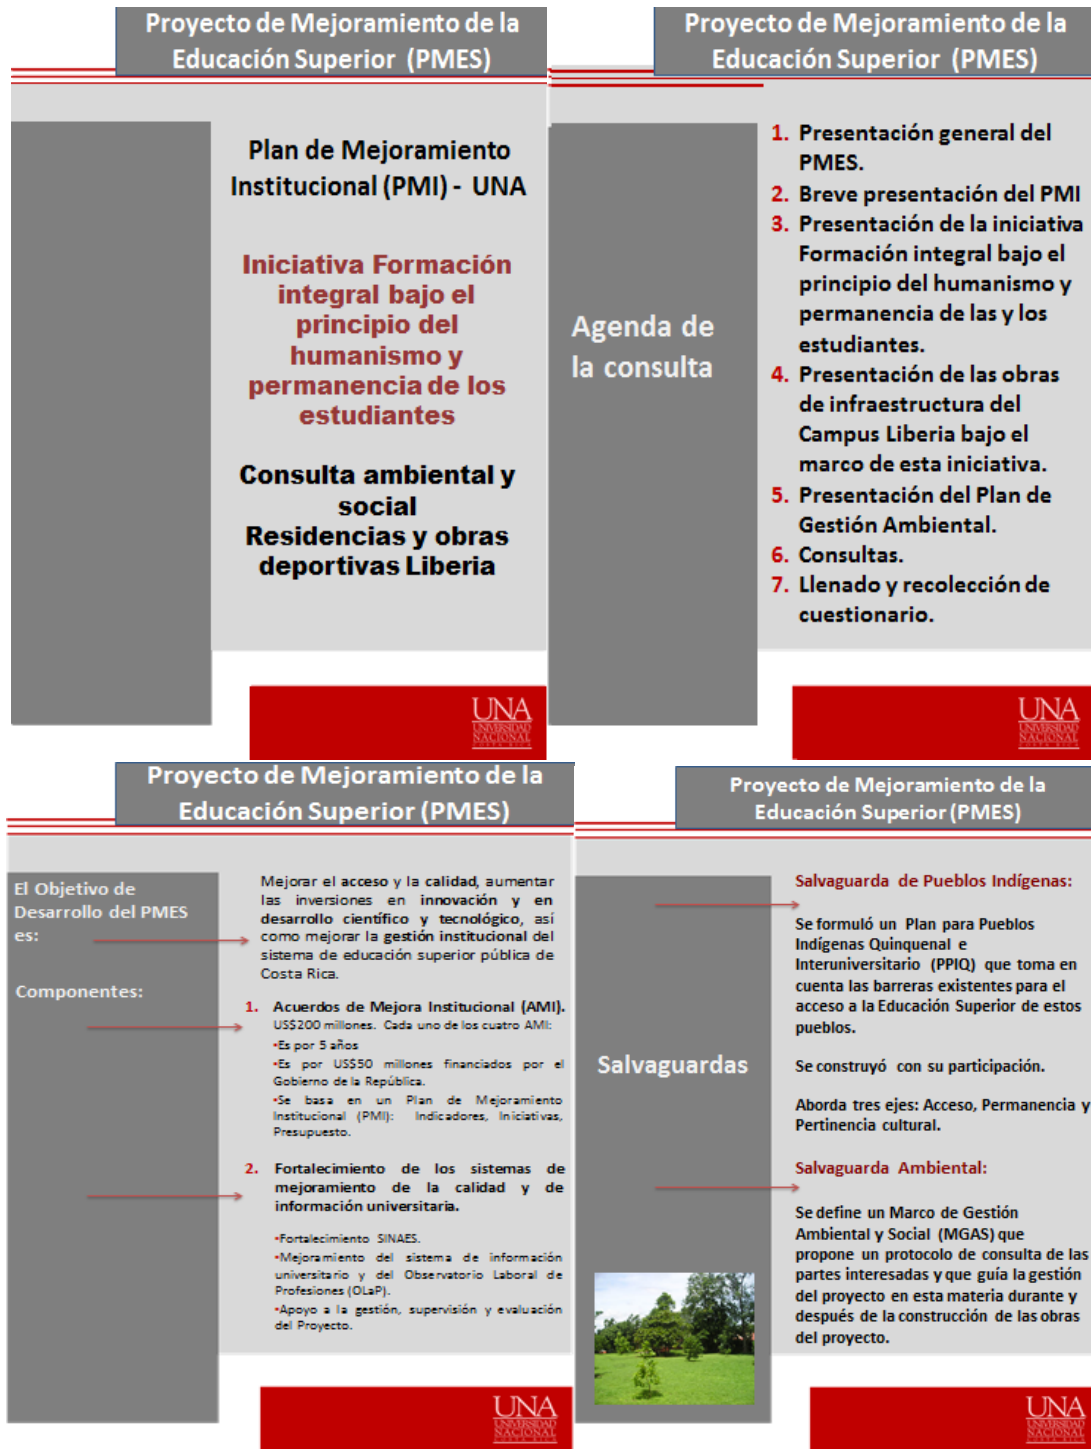 Proyecto de Mejoramiento de la
Educación Superior (PMES)
Plan de Mejoramiento
Institucional (PMI) - UNA
Iniciativa Formación
integral bajo el
principio del
humanismo y
permanencia de los
estudiantes
Consulta ambiental y
social
Residencias y obras
deportivas Liberia
UNA
UNIVERSIDAD
NACIONAL
COSTA RICA
Proyecto de Mejoramiento de la
Educación Superior (PMES)
Agenda de
la consulta
1. Presentación general del
PMES.
2. Breve presentación del PMI
3. Presentación de la iniciativa
Formación integral bajo el
principio del humanismo y
permanencia de las y los
estudiantes.
4. Presentación de las obras
de infraestructura del
Campus Liberia bajo el
marco de esta iniciativa.
5. Presentación del Plan de
Gestión Ambiental.
6. Consultas.
7. Llenado y recolección de
cuestionario.
UNA
UNIVERSIDAD
NACIONAL
COSTA RICA
Proyecto de Mejoramiento de la
Educación Superior (PMES)
El Objetivo de
Desarrollo del PMES
es:
Mejorar el acceso y la calidad, aumentar
las inversiones en innovación y en
desarrollo científico y tecnológico, así
como mejorar la gestión institucional del
sistema de educación superior pública de
Costa Rica.
Componentes:
1. Acuerdos de Mejora Institucional (AMI).
US$200 millones. Cada uno de los cuatro AMI:
•Es por 5 años
•Es por US$50 millones financiados por el
Gobierno de la República.
•Se basa en un Plan de Mejoramiento
Institucional (PMI): Indicadores, Iniciativas,
Presupuesto.
2. Fortalecimiento de los sistemas de
mejoramiento de la calidad y de
información universitaria.
•Fortalecimiento SINAES.
•Mejoramiento del sistema de información
universitario y del Observatorio Laboral de
Profesiones (OLaP).
•Apoyo a la gestión, supervisión y evaluación
del Proyecto.
UNA
UNIVERSIDAD
NACIONAL
COSTA RICA
Proyecto de Mejoramiento de la
Educación Superior (PMES)
Salvaguardas
Salvaguarda de Pueblos Indígenas:
Se formuló un Plan para Pueblos
Indígenas Quinquenal e
Interuniversitario (PPIQ) que toma en
cuenta las barreras existentes para el
acceso a la Educación Superior de estos
pueblos.
Se construyó con su participación.
Aborda tres ejes: Acceso, Permanencia y
Pertinencia cultural.
Salvaguarda Ambiental:
Se define un Marco de Gestión
Ambiental y Social (MGAS) que
propone un protocolo de consulta de las
partes interesadas y que guía la gestión
del proyecto en esta materia durante y
después de la construcción de las obras
del proyecto.
UNA
UNIVERSIDAD
NACIONAL
COSTA RICA